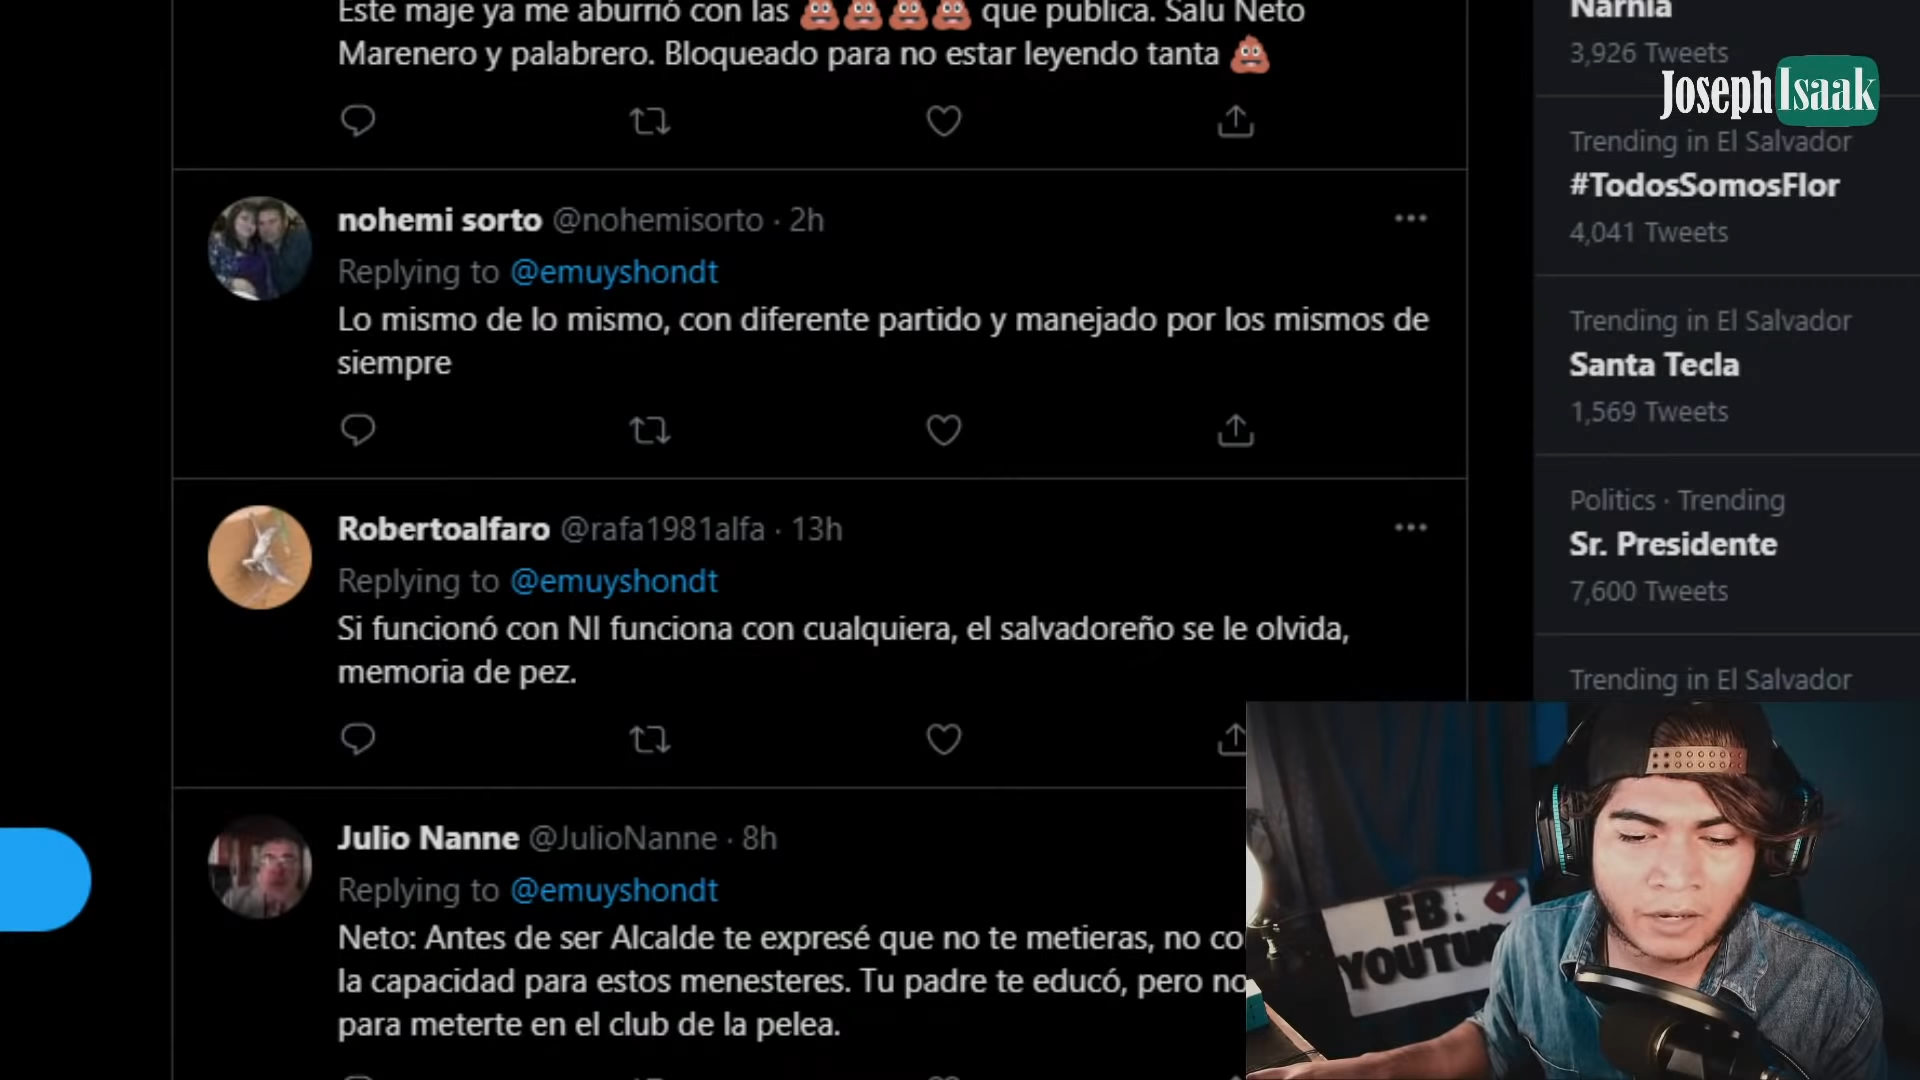 Este maje ya me aburrió con las 💩💩💩💩 que publica. Salu Neto
Marenero y palabrero. Bloqueado para no estar leyendo tanta 💩
nohemi sorto @nohemisorto · 2h
Replying to @emuyshondt
Lo mismo de lo mismo, con diferente partido y manejado por los mismos de
siempre
Robertoalfaro @rafa1981alfa · 13h
Replying to @emuyshondt
Si funcionó con NI funciona con cualquiera, el salvadoreño se le olvida,
memoria de pez.
Julio Nanne @JulioNanne · 8h
Replying to @emuyshondt
Neto: Antes de ser Alcalde te expresé que no te metieras, no co
la capacidad para estos menesteres. Tu padre te educó, pero no
para meterte en el club de la pelea.
Narnia
3,926 Tweets
Joseph Isaak
Trending in El Salvador
#TodosSomosFlor
4,041 Tweets
Trending in El Salvador
Santa Tecla
1,569 Tweets
Politics · Trending
Sr. Presidente
7,600 Tweets
Trending in El Salvador
FB.
YOUTU